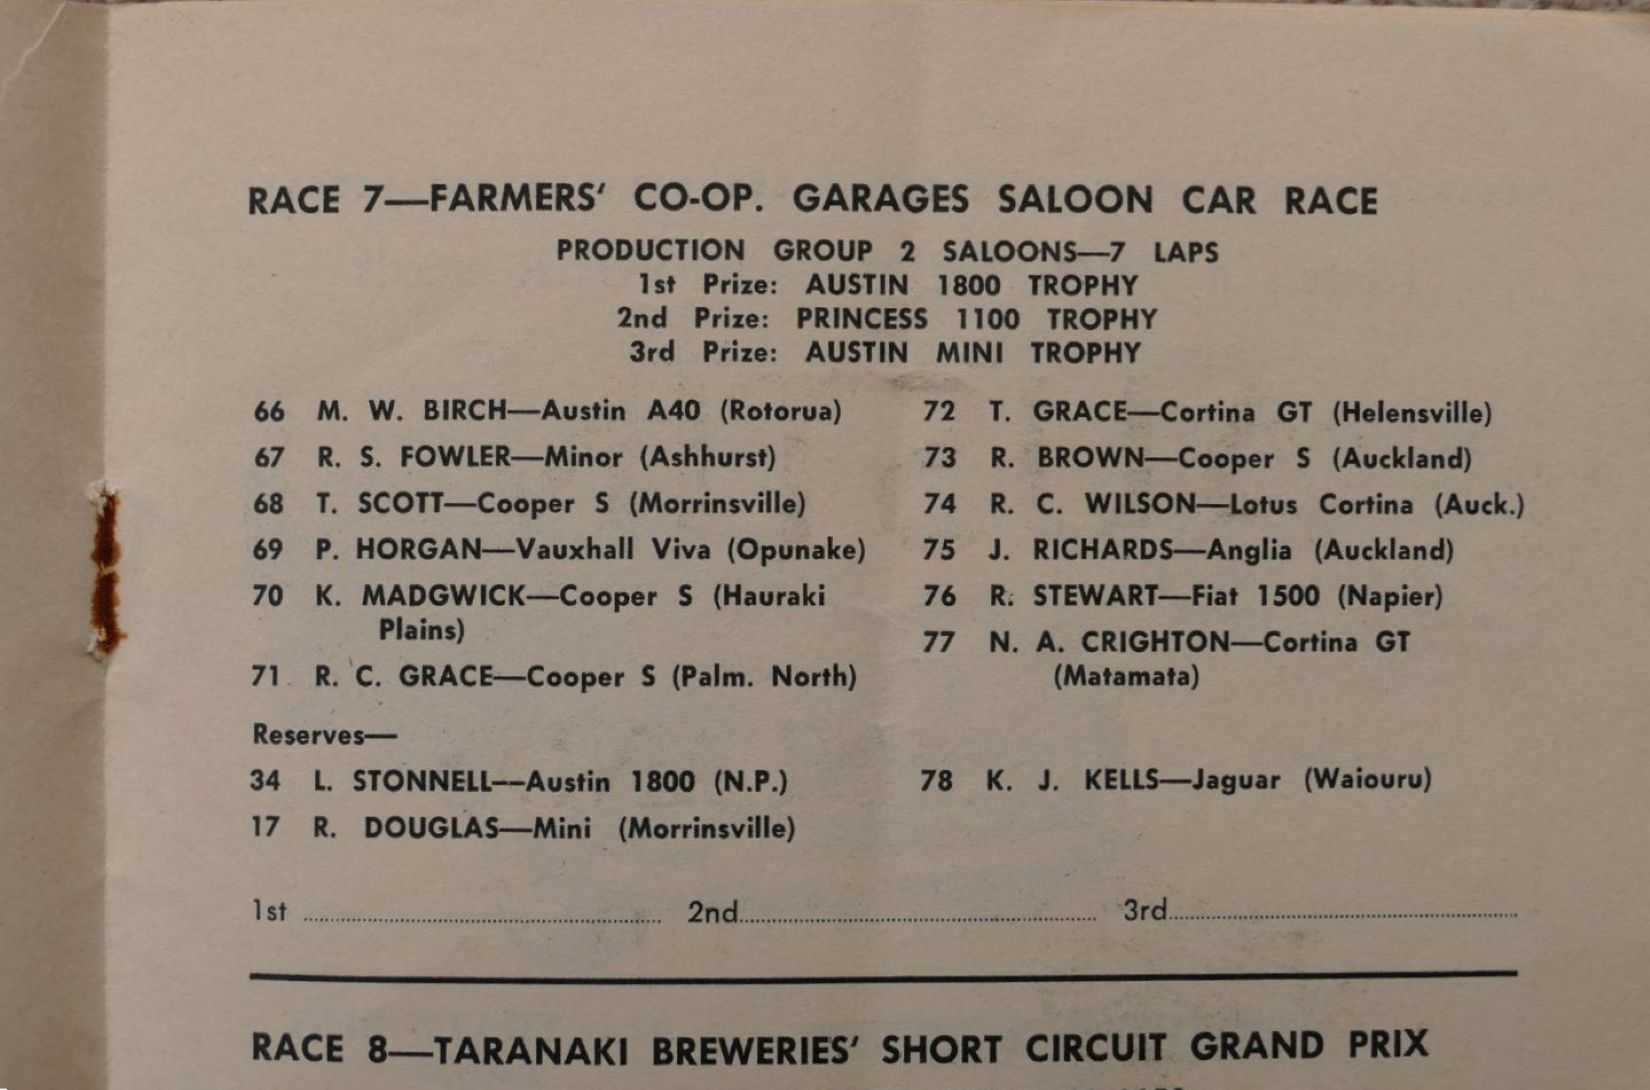 RACE 7—FARMERS' CO-OP. GARAGES SALOON CAR RACE
PRODUCTION GROUP 2 SALOONS—7 LAPS
1st Prize: AUSTIN 1800 TROPHY
2nd Prize: PRINCESS 1100 TROPHY
3rd Prize: AUSTIN MINI TROPHY
66 M. W. BIRCH—Austin A40 (Rotorua)
67 R. S. FOWLER—Minor (Ashhurst)
68 T. SCOTT—Cooper S (Morrinsville)
69 P. HORGAN—Vauxhall Viva (Opunake)
70 K. MADGWICK—Cooper S (Hauraki
Plains)
71 R. C. GRACE—Cooper S (Palm. North)
72 T. GRACE—Cortina GT (Helensville)
73 R. BROWN—Cooper S (Auckland)
74 R. C. WILSON—Lotus Cortina (Auck.)
75 J. RICHARDS—Anglia (Auckland)
76 R. STEWART—Fiat 1500 (Napier)
77 N. A. CRIGHTON—Cortina GT
(Matamata)
Reserves—
34 L. STONNELL—Austin 1800 (N.P.)
17 R. DOUGLAS—Mini (Morrinsville)
78 K. J. KELLS—Jaguar (Waiouru)
1st ........ 2nd........ 3rd........
RACE 8—TARANAKI BREWERIES' SHORT CIRCUIT GRAND PRIX